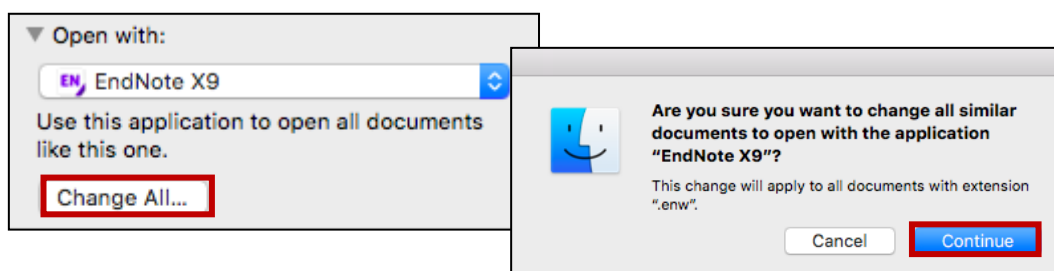 ▼ Open with:
EN EndNote X9
Use this application to open all documents
like this one.
Change All...
Are you sure you want to change all similar
documents to open with the application
“EndNote X9”?
This change will apply to all documents with extension
“.enw”.
Cancel
Continue